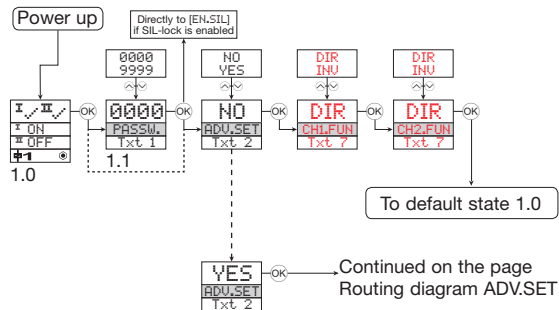 Power up
Directly to [EN.SIL]
if SIL-lock is enabled
0000
9999
NO
YES
DIR
INV
DIR
INV
I II
I ON
II OFF
1
1.0
OK
0000
PASSW.
Txt 1
1.1
OK
NO
ADV.SET
Txt 2
OK
DIR
CH1.FUN
Txt 7
OK
DIR
CH2.FUN
Txt 7
OK
To default state 1.0
YES
ADV.SET
Txt 2
OK
Continued on the page
Routing diagram ADV.SET